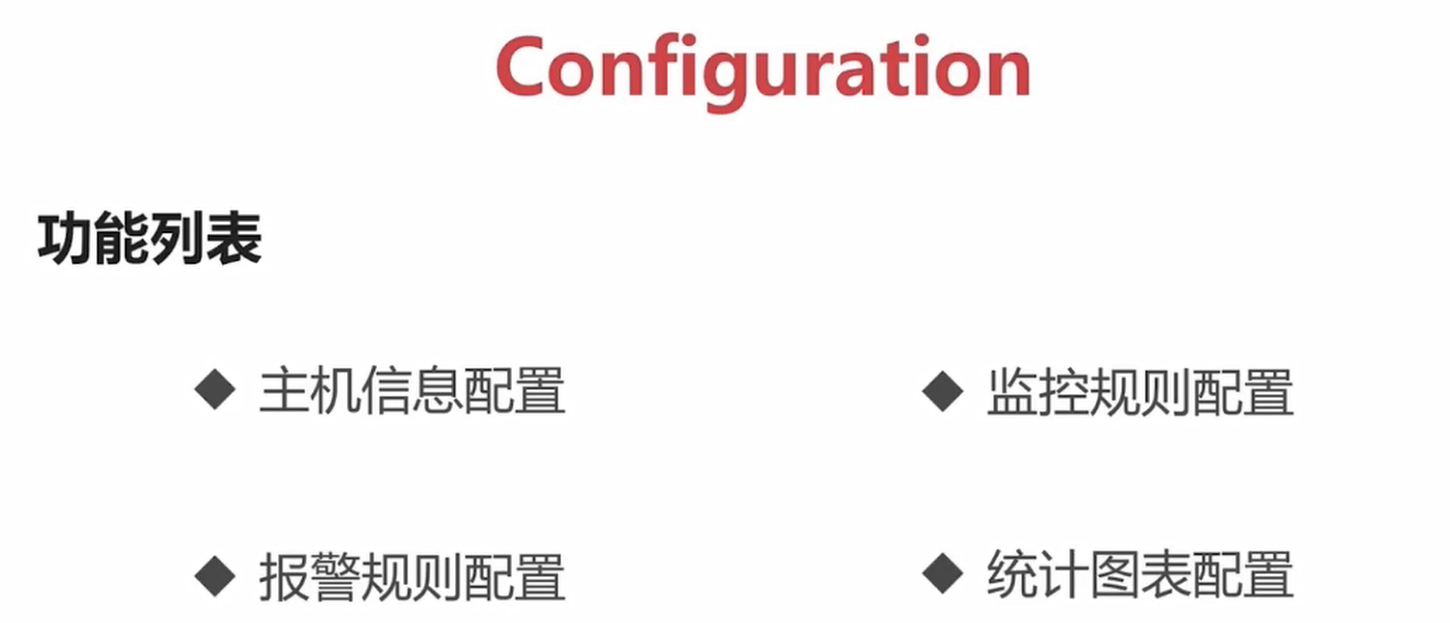 Configuration
功能列表
◆ 主机信息配置
◆ 监控规则配置
◆ 报警规则配置
◆ 统计图表配置